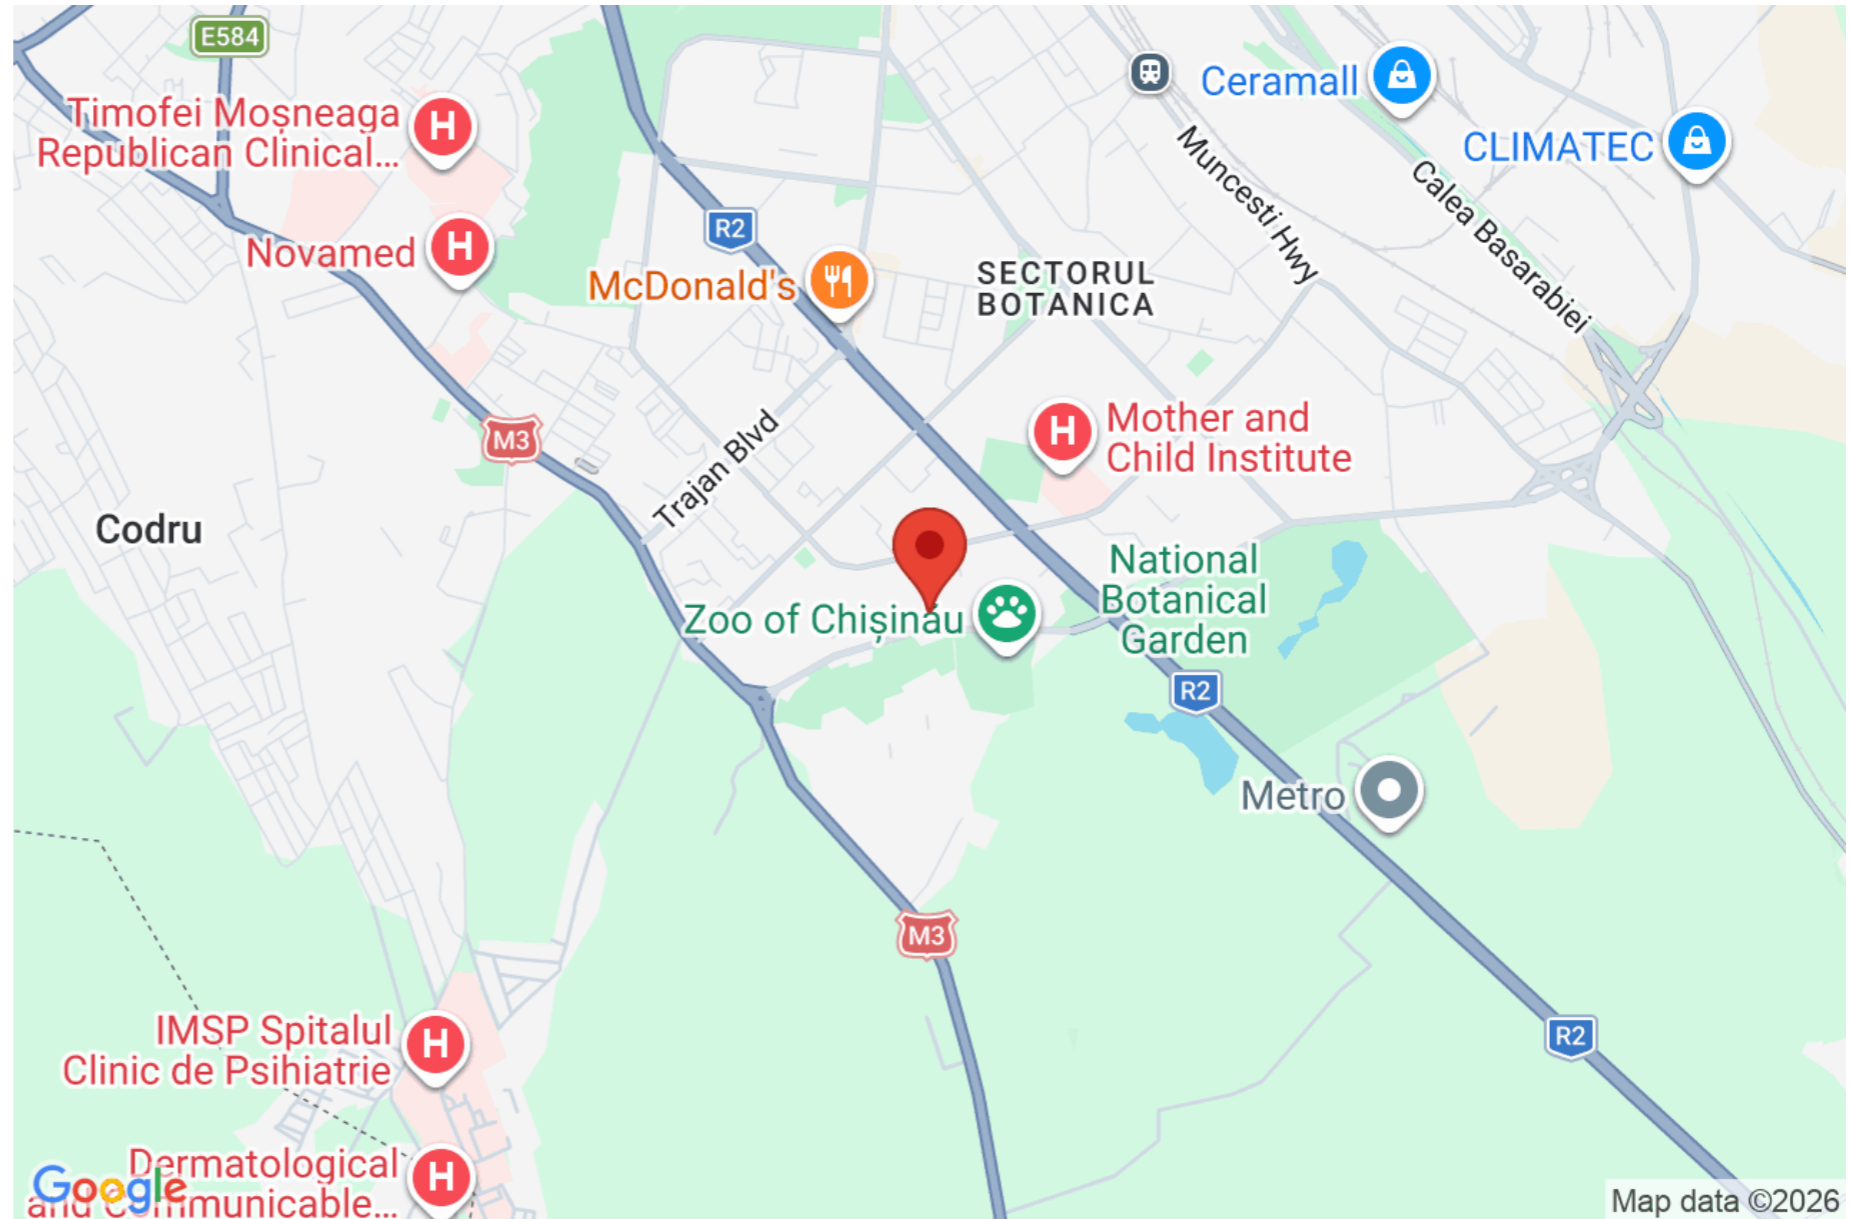 E584
Timofei Moșneaga
Republican Clinical...
Novamed
R2
McDonald's
SECTORUL
BOTANICA
Ceramall
CLIMATEC
Muncesti Hwy
Calea Basarabiei
M3
Trajan Blvd
Mother and
Child Institute
Codru
Zoo of Chișinău
National
Botanical
Garden
R2
Metro
M3
IMSP Spitalul
Clinic de Psihiatrie
R2
Dermatological
and Communicable...
Google
Map data ©2026